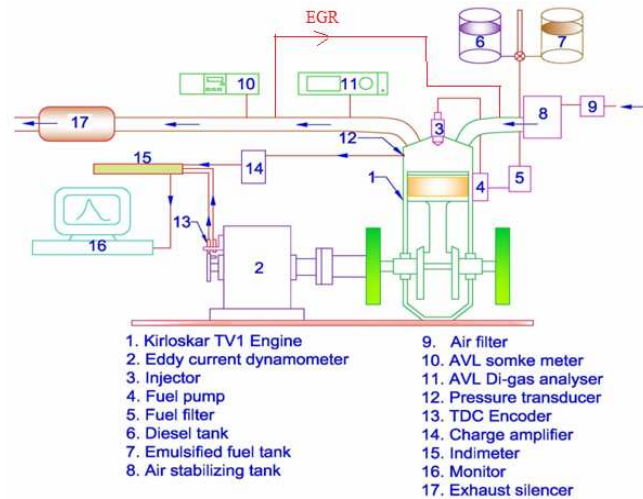 EGR
6
7
10
11
8
9
17
12
3
15
14
1
4
5
13
16
2
1. Kirloskar TV1 Engine
2. Eddy current dynamometer
3. Injector
4. Fuel pump
5. Fuel filter
6. Diesel tank
7. Emulsified fuel tank
8. Air stabilizing tank
9. Air filter
10. AVL somke meter
11. AVL Di-gas analyser
12. Pressure transducer
13. TDC Encoder
14. Charge amplifier
15. Indimeter
16. Monitor
17. Exhaust silencer